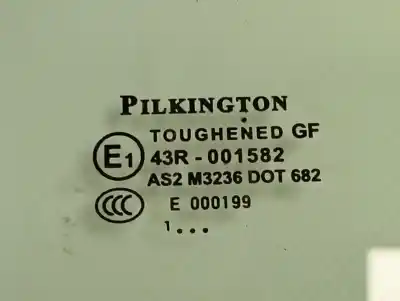 PILKINGTON
TOUGHENED GF
E1 43R - 001582
AS2 M3236 DOT 682
CCC E 000199
1...